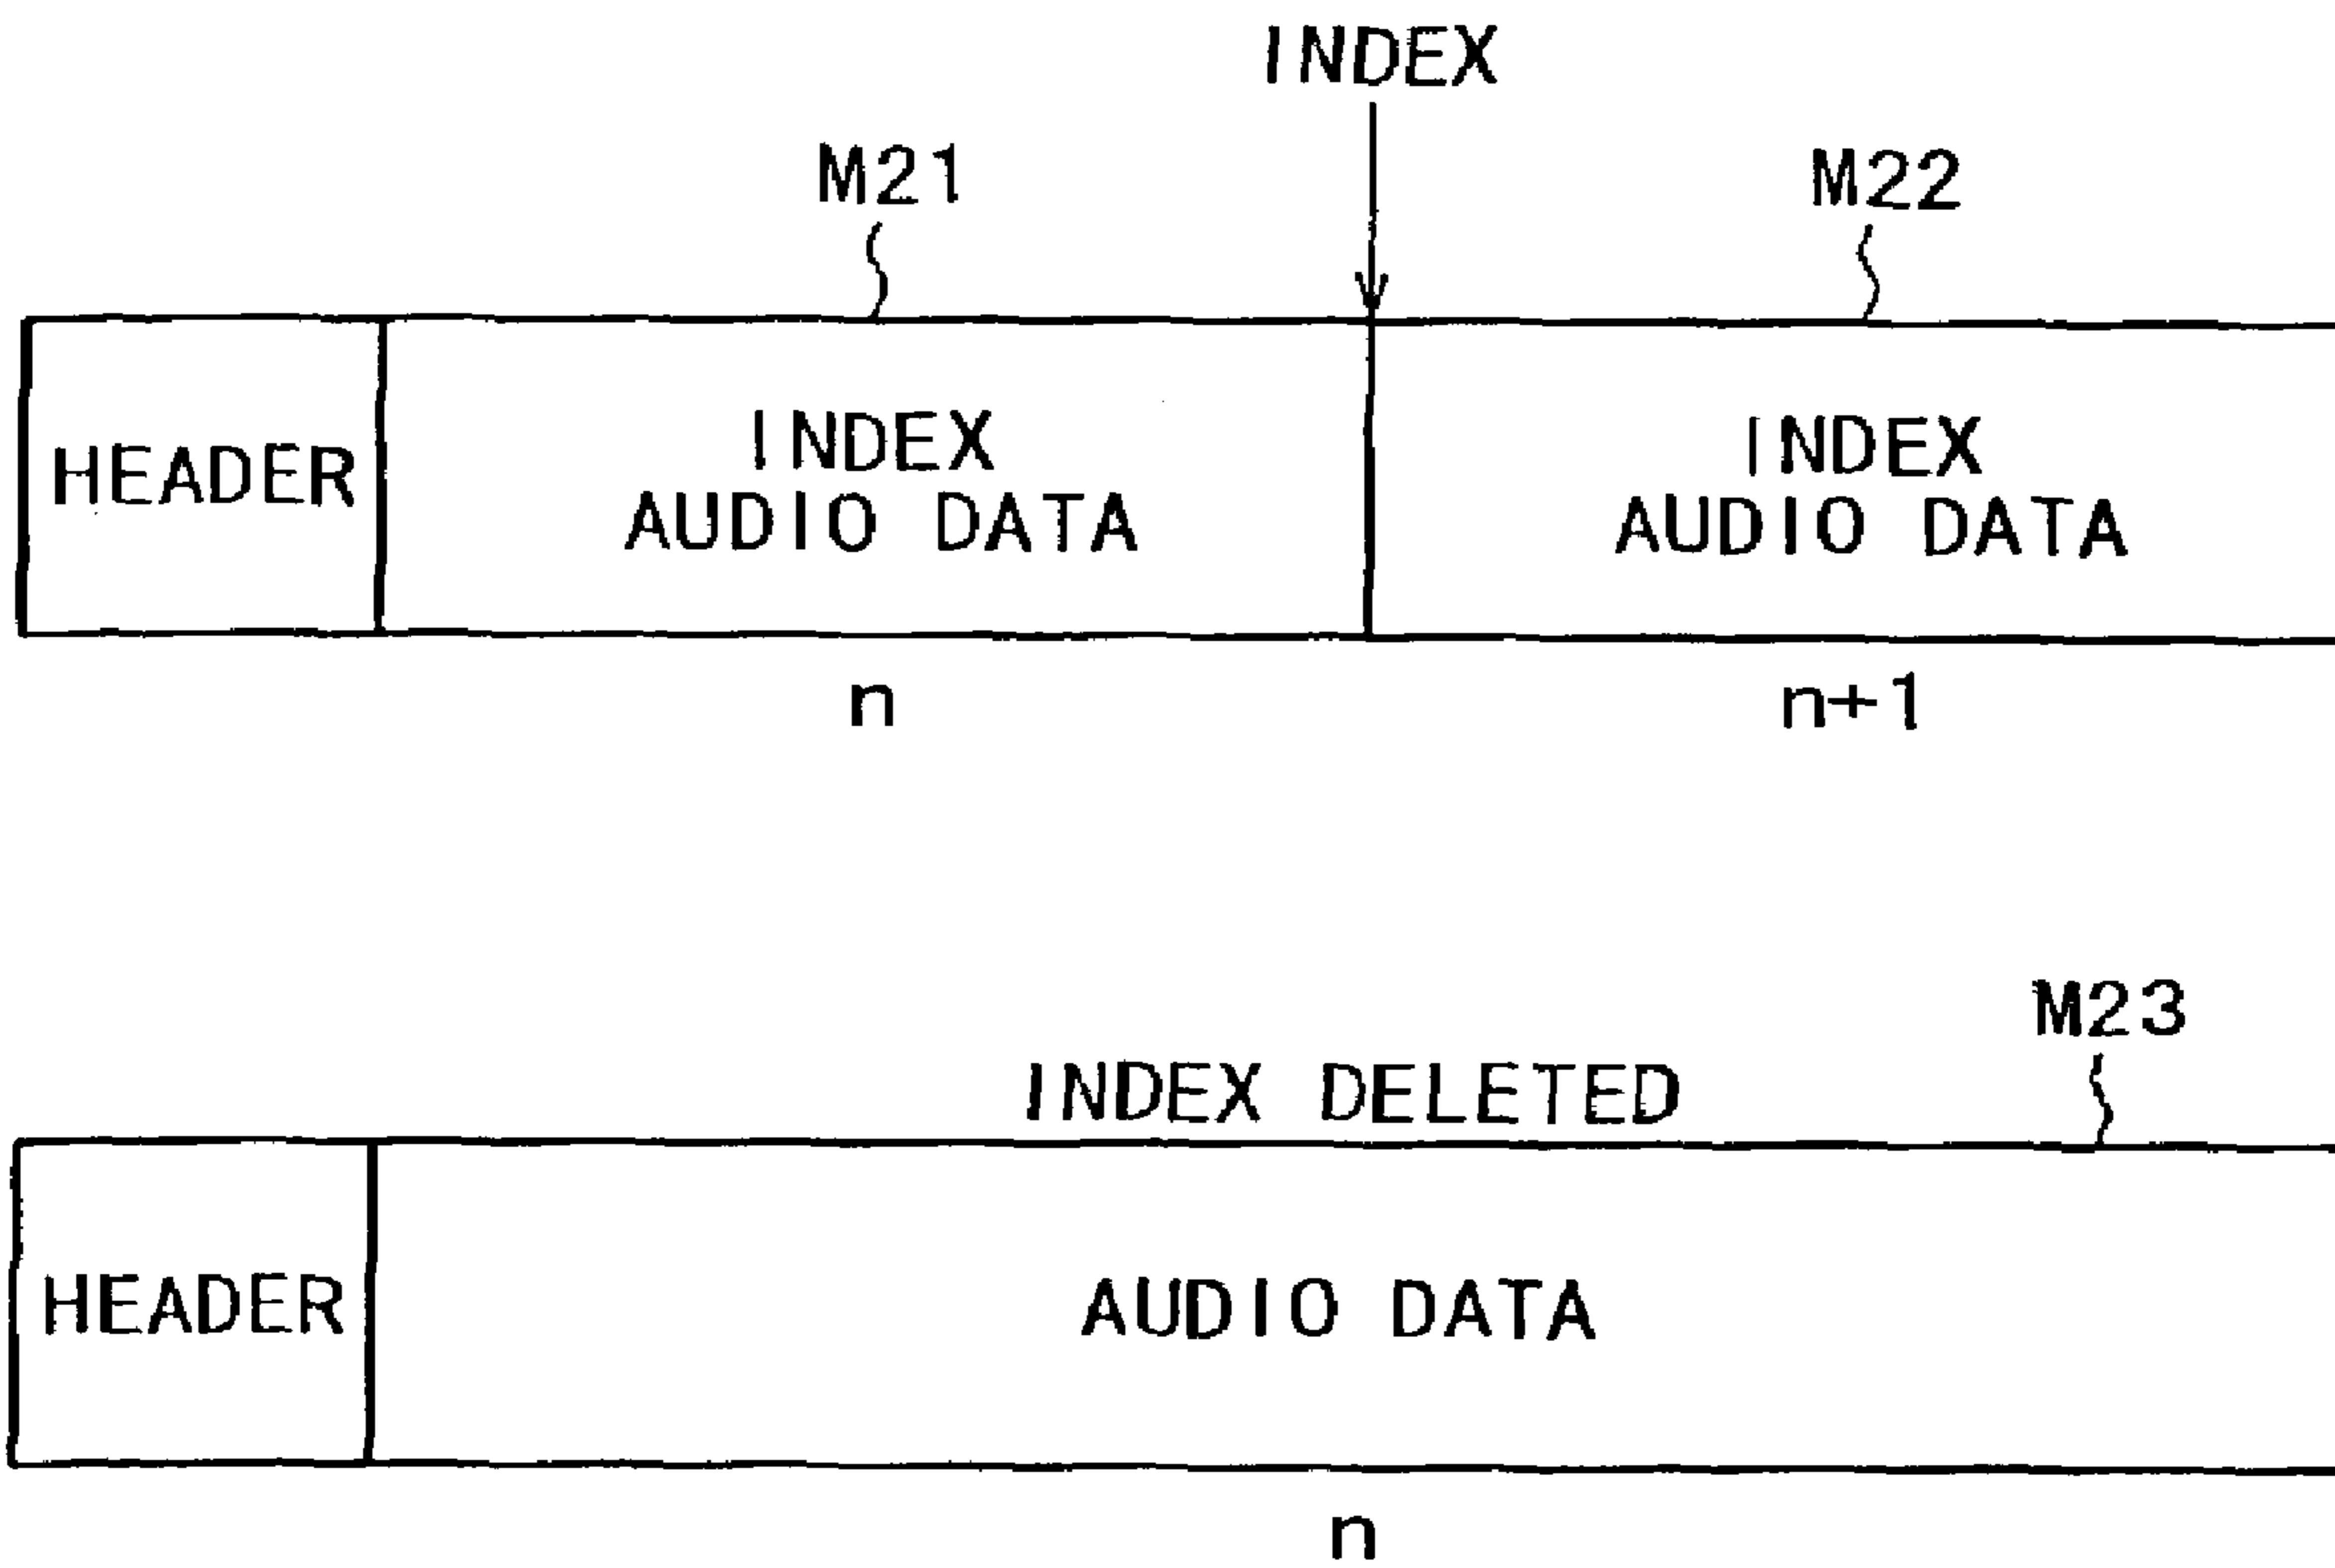 INDEX
M21
M22
HEADER
INDEX
AUDIO DATA
INDEX
AUDIO DATA
n
n+1
M23
INDEX DELETED
HEADER
AUDIO DATA
n